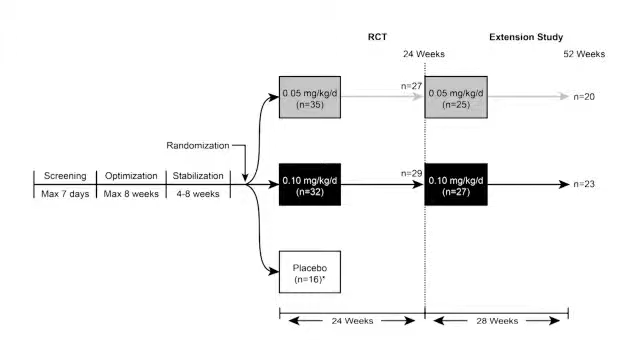 RCT
Extension Study
24 Weeks
52 Weeks
n=27
0.05 mg/kg/d
(n=35)
0.05 mg/kg/d
(n=25)
n=20
Randomization
Screening
Optimization
Stabilization
Max 7 days
Max 8 weeks
4-8 weeks
n=29
0.10 mg/kg/d
(n=32)
0.10 mg/kg/d
(n=27)
n=23
Placebo
(n=16)*
24 Weeks
28 Weeks